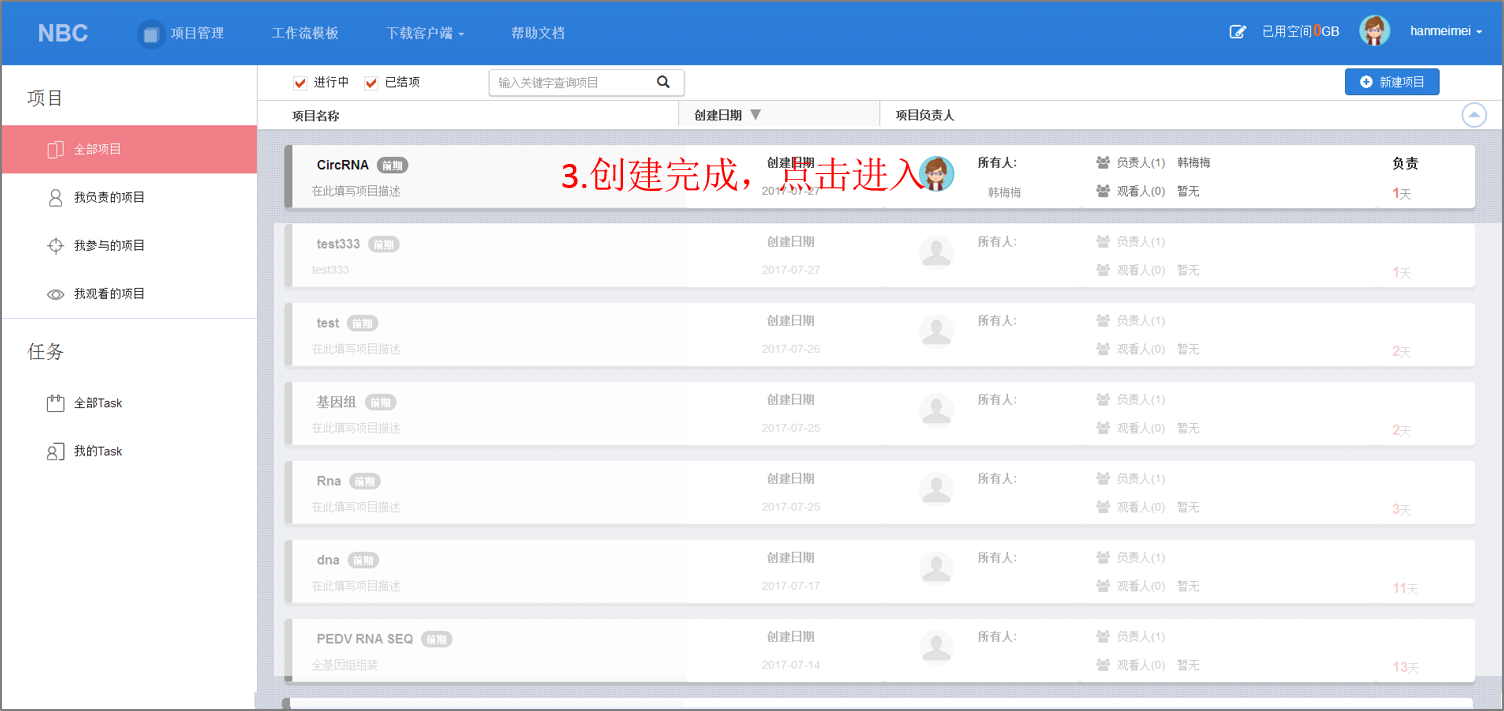 NBC 项目管理 工作流模板 下载客户端 帮助文档 已用空间0GB hanmeimei
项目
全部项目
我负责的项目
我参与的项目
我观看的项目
任务
全部Task
我的Task
进行中 已结项 输入关键字查询项目 新建项目
项目名称 创建日期 项目负责人
CircRNA 前期 创建日期 所有人: 负责人(1) 韩梅梅 负责
3.创建完成，点击进入
在此填写项目描述 2017-07-27 韩梅梅 观看人(0) 暂无 1天
test333 前期 创建日期 所有人: 负责人(1)
test333 2017-07-27 观看人(0) 暂无 1天
test 前期 创建日期 所有人: 负责人(1)
在此填写项目描述 2017-07-26 观看人(0) 暂无 2天
基因组 前期 创建日期 所有人: 负责人(1)
在此填写项目描述 2017-07-25 观看人(0) 暂无 2天
Rna 前期 创建日期 所有人: 负责人(1)
在此填写项目描述 2017-07-25 观看人(0) 暂无 3天
dna 前期 创建日期 所有人: 负责人(1)
在此填写项目描述 2017-07-17 观看人(0) 暂无 11天
PEDV RNA SEQ 前期 创建日期 所有人: 负责人(1)
全基因组组装 2017-07-14 观看人(0) 暂无 13天